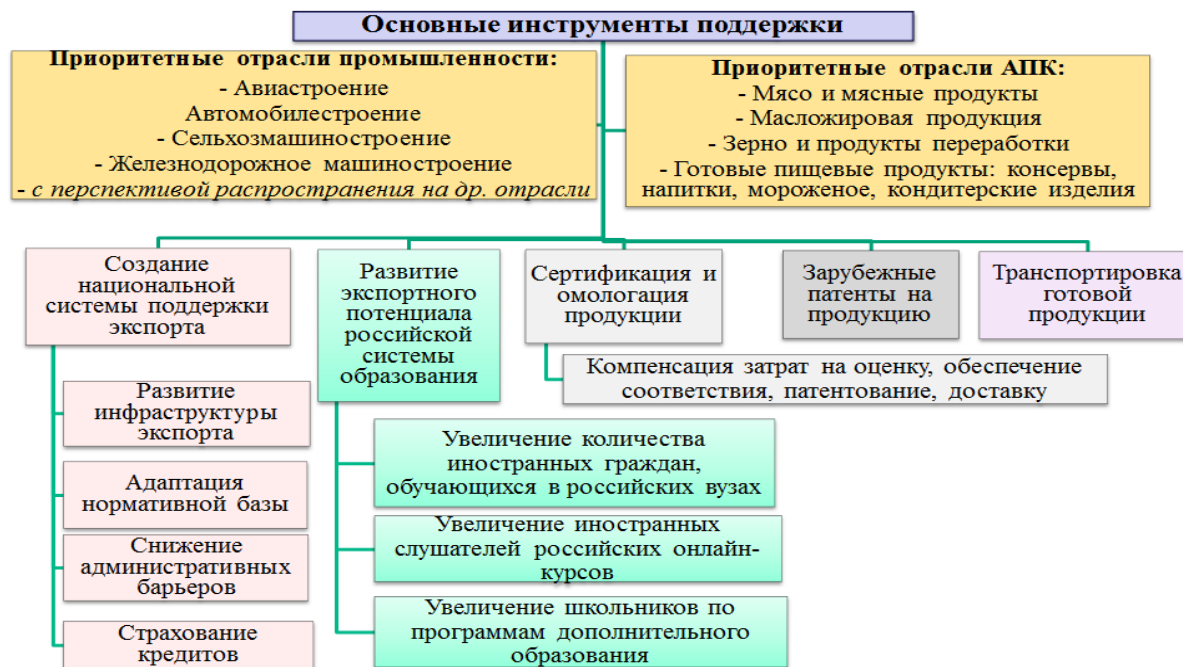 Основные инструменты поддержки
Приоритетные отрасли промышленности:
- Авиастроение
Автомобилестроение
- Сельхозмашиностроение
- Железнодорожное машиностроение
- с перспективой распространения на др. отрасли
Приоритетные отрасли АПК:
- Мясо и мясные продукты
- Масложировая продукция
- Зерно и продукты переработки
- Готовые пищевые продукты: консервы,
напитки, мороженое, кондитерские изделия
Создание
национальной
системы поддержки
экспорта
Развитие
инфраструктуры
экспорта
Адаптация
нормативной базы
Снижение
административных
барьеров
Страхование
кредитов
Развитие
экспортного
потенциала
российской
системы
образования
Увеличение количества
иностранных граждан,
обучающихся в российских вузах
Увеличение иностранных
слушателей российских онлайн-
курсов
Увеличение школьников по
программам дополнительного
образования
Сертификация и
омологация
продукции
Компенсация затрат на оценку, обеспечение
соответствия, патентование, доставку
Зарубежные
патенты на
продукцию
Транспортировка
готовой
продукции